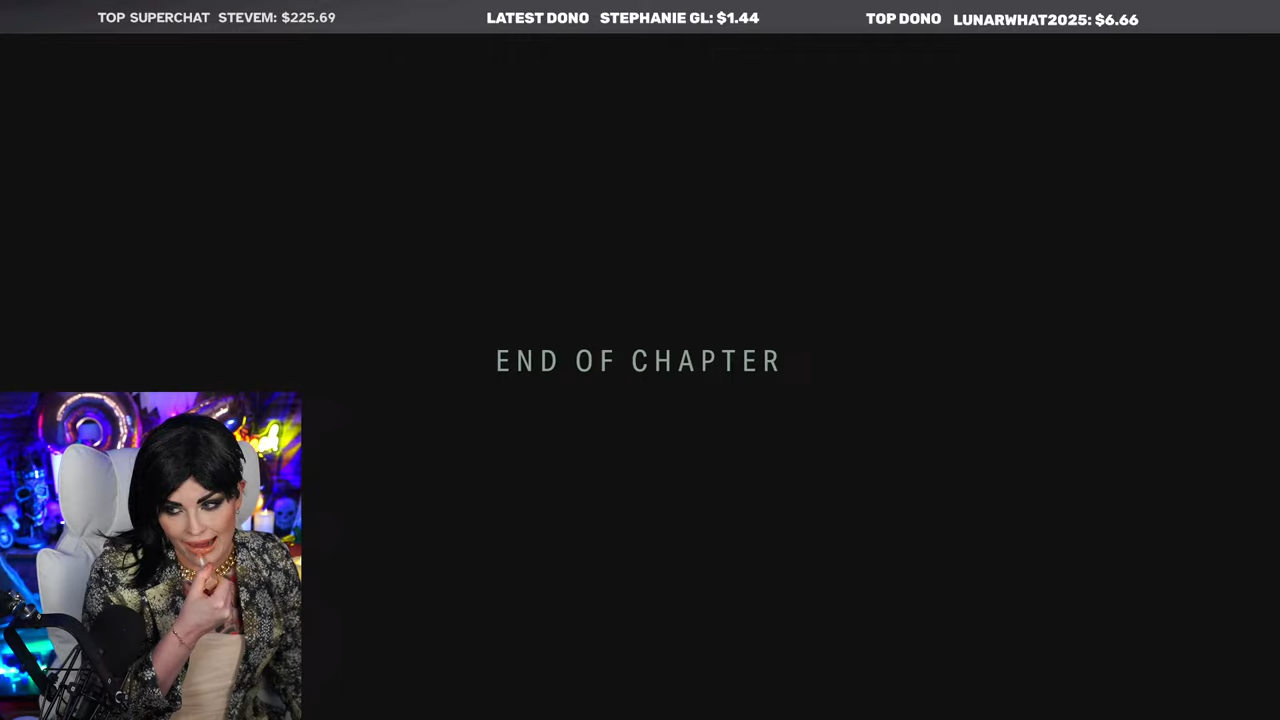 TOP SUPERCHAT STEVEM: $225.69 LATEST DONO STEPHANIE GL: $1.44 TOP DONO LUNARWHAT2025: $6.66
END OF CHAPTER